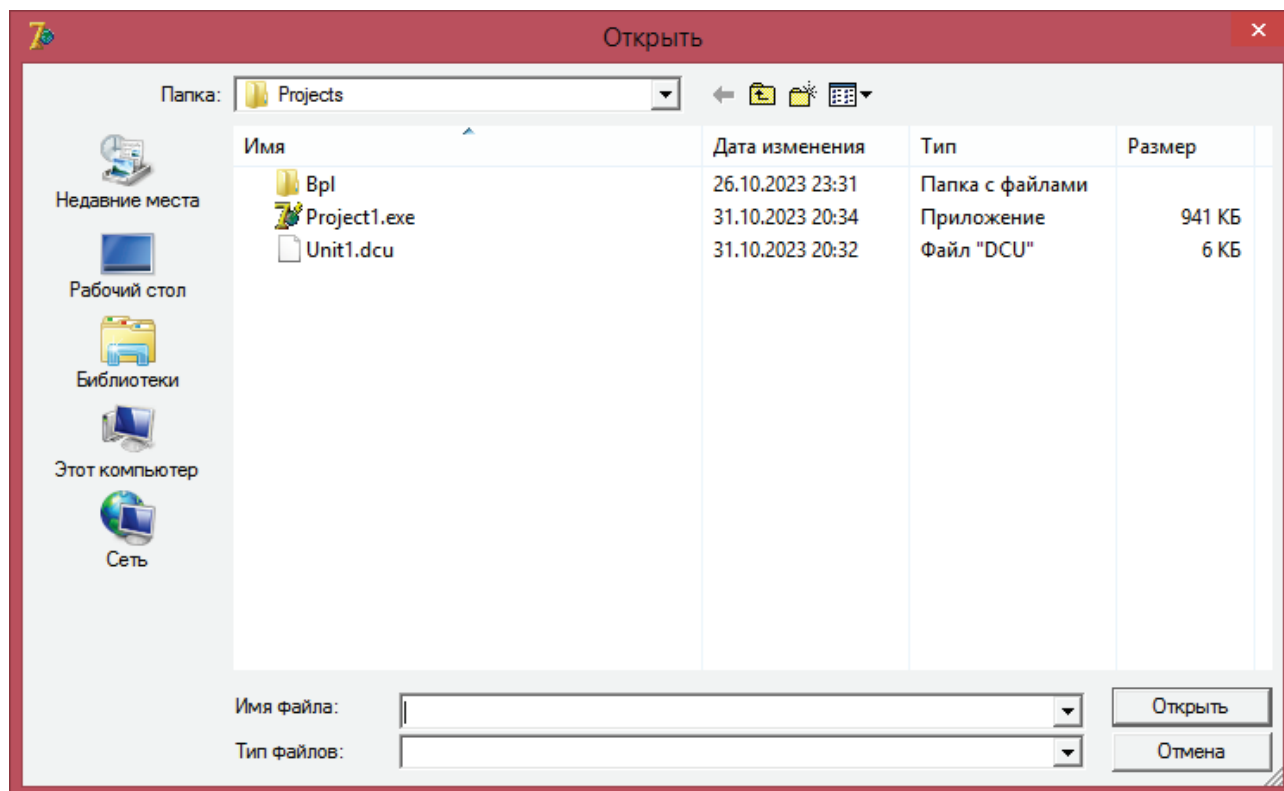 Открыть
Папка: Projects
Имя Дата изменения Тип Размер
Bpl 26.10.2023 23:31 Папка с файлами
Project1.exe 31.10.2023 20:34 Приложение 941 КБ
Unit1.dcu 31.10.2023 20:32 Файл "DCU" 6 КБ
Недавние места
Рабочий стол
Библиотеки
Этот компьютер
Сеть
Имя файла: Открыть
Тип файлов: Отмена